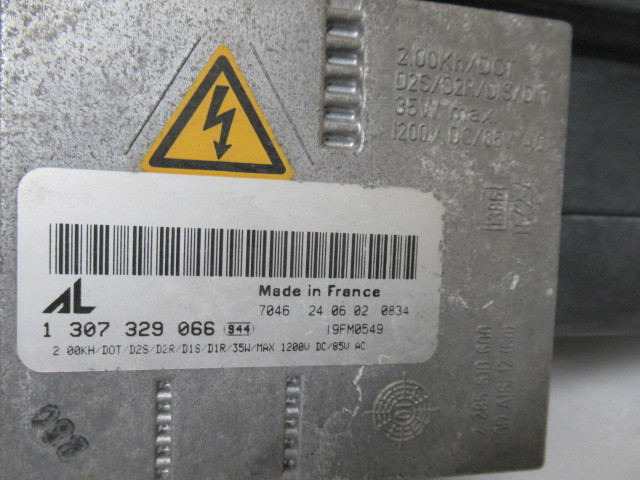 2.00Kh/DOT
D2S/D2R/D1S/D1R
35W max.
1200V DC/85V AC
AL
Made in France
7046 24 06 02 0834
1 307 329 066 944 19FM0549
2 00KH/DOT/D2S/D2R/D1S/D1R/35W/MAX 1200V DC/85V AC